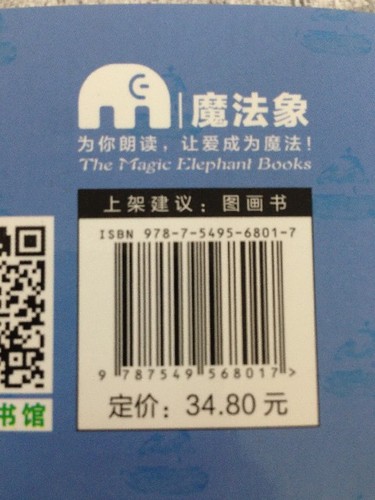 魔法象
为你朗读，让爱成为魔法！
The Magic Elephant Books
上架建议：图画书
ISBN 978-7-5495-6801-7
9 787549 568017 >
定价：34.80元
书馆